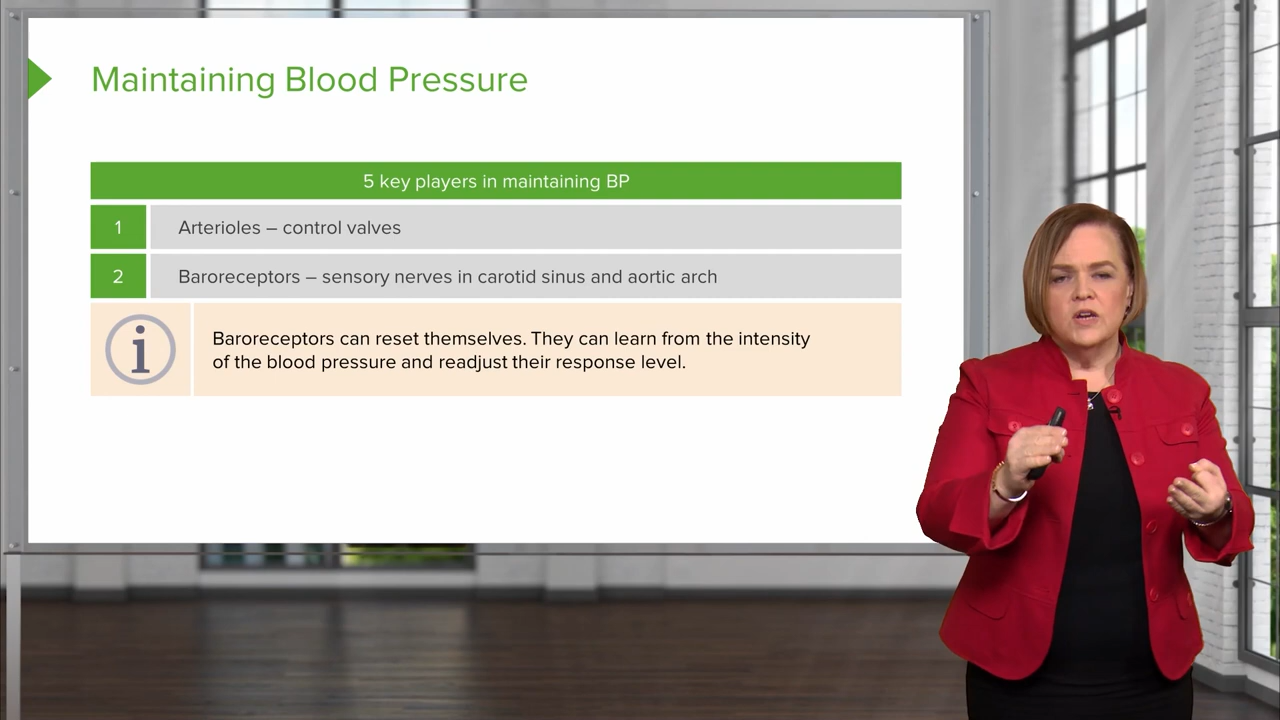 Maintaining Blood Pressure
5 key players in maintaining BP
1 Arterioles – control valves
2 Baroreceptors – sensory nerves in carotid sinus and aortic arch
i
Baroreceptors can reset themselves. They can learn from the intensity
of the blood pressure and readjust their response level.